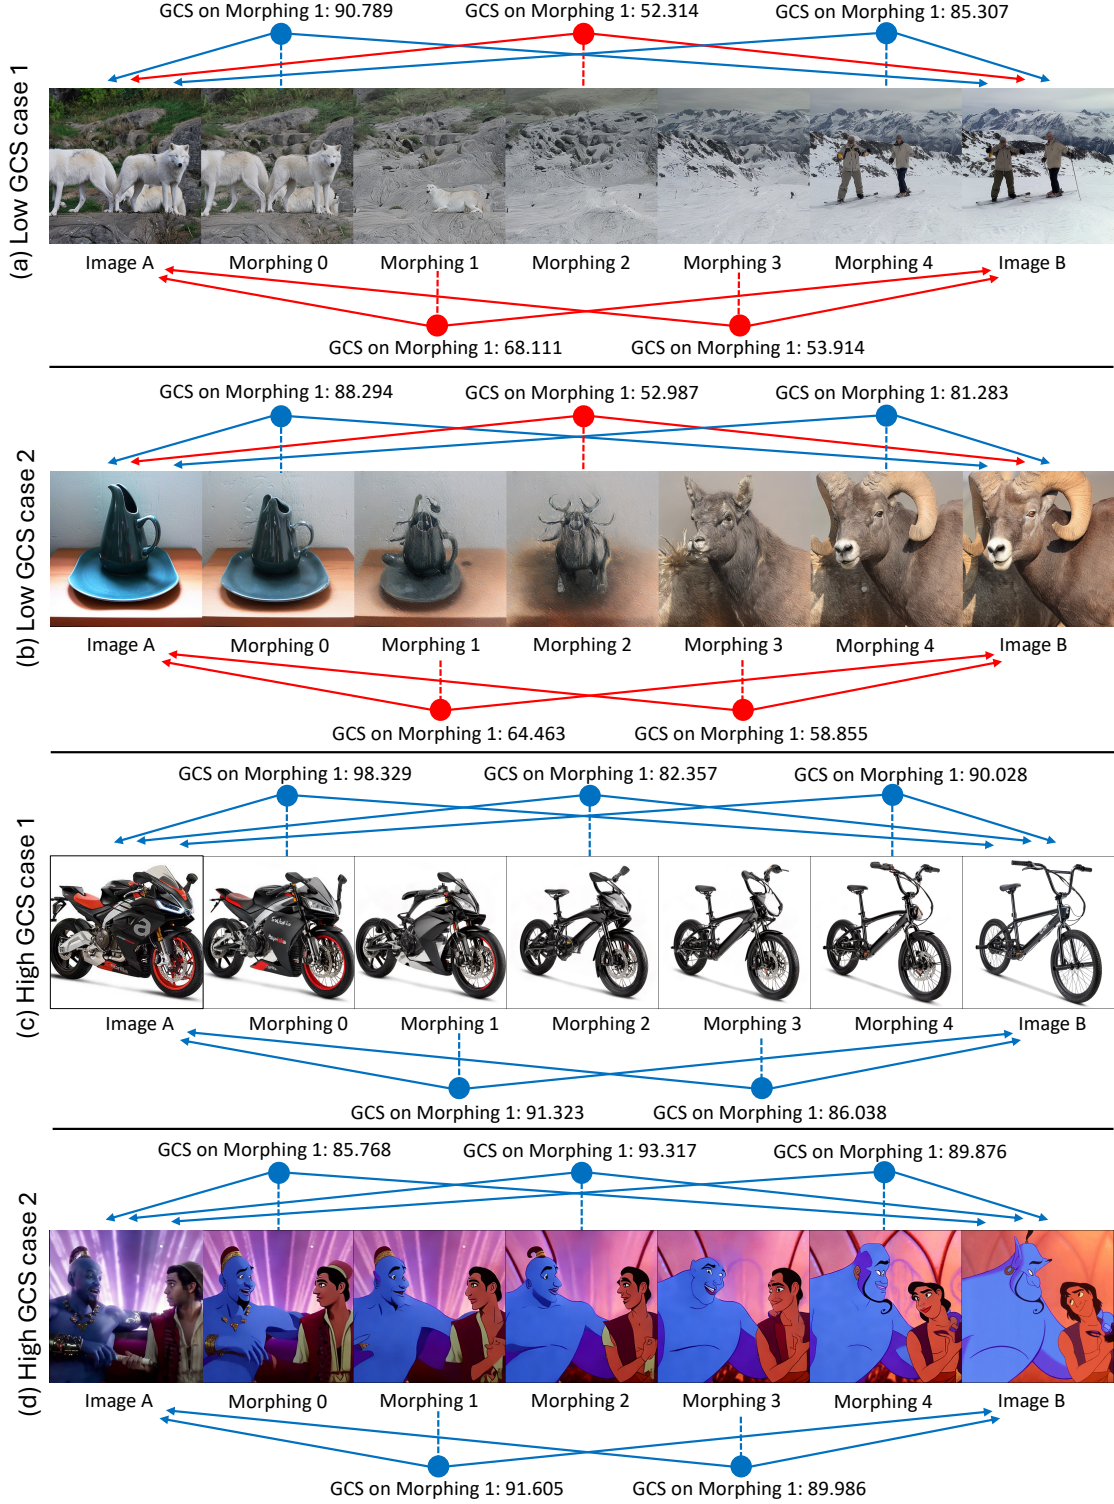 (a) Low GCS case 1
GCS on Morphing 1: 90.789
GCS on Morphing 1: 52.314
GCS on Morphing 1: 85.307
Image A
Morphing 0
Morphing 1
Morphing 2
Morphing 3
Morphing 4
Image B
GCS on Morphing 1: 68.111
GCS on Morphing 1: 53.914
(b) Low GCS case 2
GCS on Morphing 1: 88.294
GCS on Morphing 1: 52.987
GCS on Morphing 1: 81.283
Image A
Morphing 0
Morphing 1
Morphing 2
Morphing 3
Morphing 4
Image B
GCS on Morphing 1: 64.463
GCS on Morphing 1: 58.855
(c) High GCS case 1
GCS on Morphing 1: 98.329
GCS on Morphing 1: 82.357
GCS on Morphing 1: 90.028
Image A
Morphing 0
Morphing 1
Morphing 2
Morphing 3
Morphing 4
Image B
GCS on Morphing 1: 91.323
GCS on Morphing 1: 86.038
(d) High GCS case 2
GCS on Morphing 1: 85.768
GCS on Morphing 1: 93.317
GCS on Morphing 1: 89.876
Image A
Morphing 0
Morphing 1
Morphing 2
Morphing 3
Morphing 4
Image B
GCS on Morphing 1: 91.605
GCS on Morphing 1: 89.986